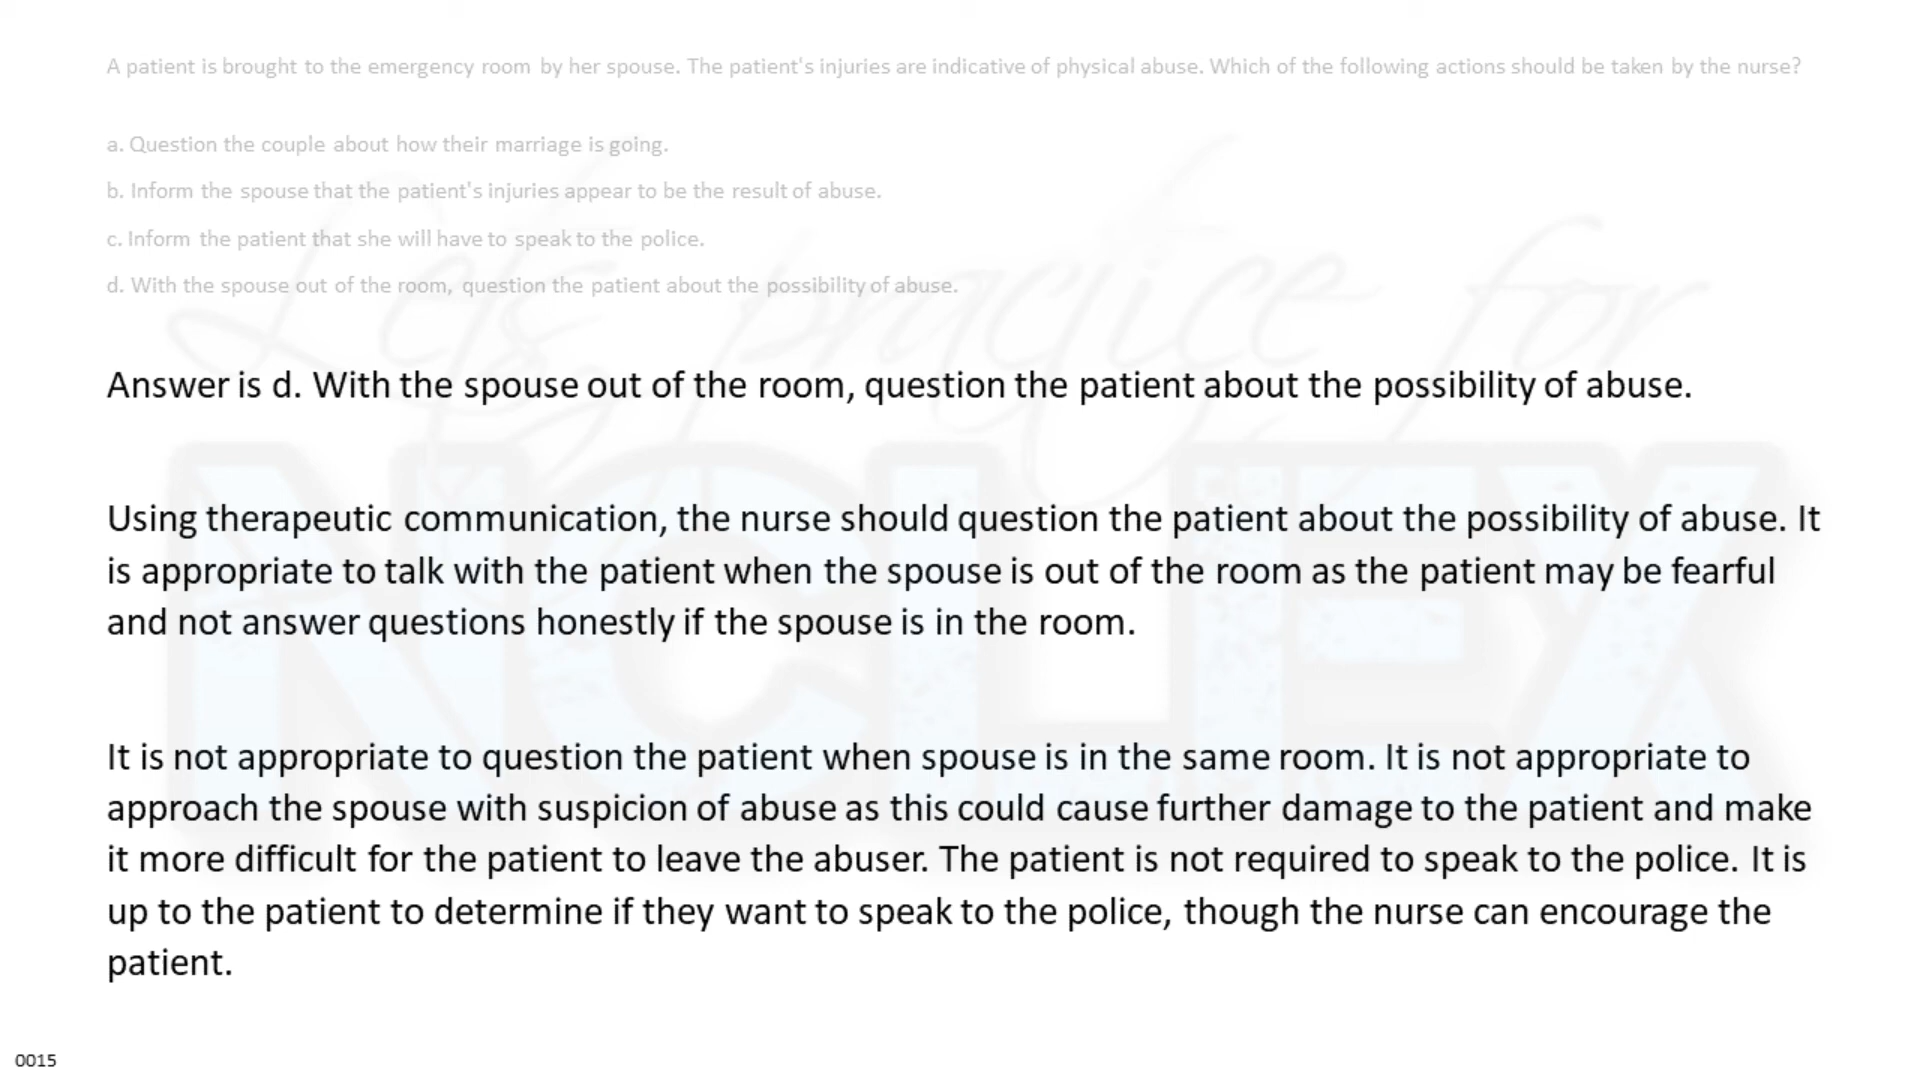 A patient is brought to the emergency room by her spouse. The patient's injuries are indicative of physical abuse. Which of the following actions should be taken by the nurse?
a. Question the couple about how their marriage is going.
b. Inform the spouse that the patient's injuries appear to be the result of abuse.
c. Inform the patient that she will have to speak to the police.
d. With the spouse out of the room, question the patient about the possibility of abuse.
Let's practice for
NCLEX
Answer is d. With the spouse out of the room, question the patient about the possibility of abuse.
Using therapeutic communication, the nurse should question the patient about the possibility of abuse. It
is appropriate to talk with the patient when the spouse is out of the room as the patient may be fearful
and not answer questions honestly if the spouse is in the room.
It is not appropriate to question the patient when spouse is in the same room. It is not appropriate to
approach the spouse with suspicion of abuse as this could cause further damage to the patient and make
it more difficult for the patient to leave the abuser. The patient is not required to speak to the police. It is
up to the patient to determine if they want to speak to the police, though the nurse can encourage the
patient.
0015